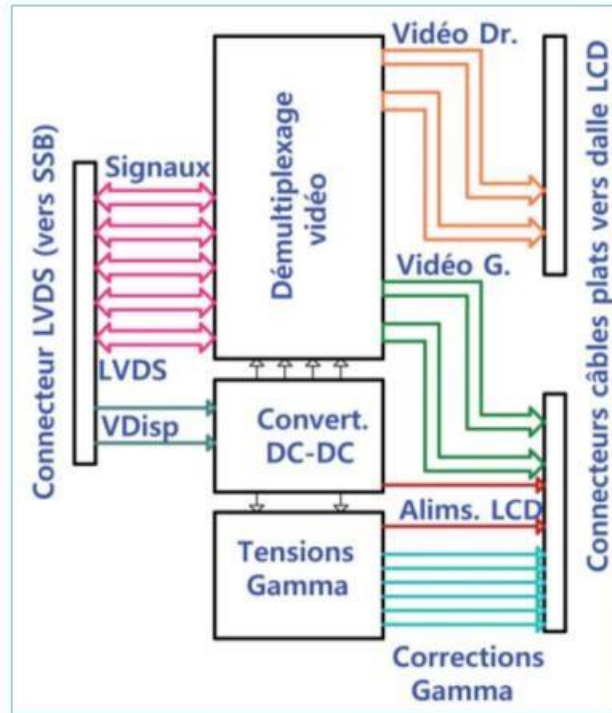 Connecteur LVDS (vers SSB)
Signaux
LVDS
VDisp
Démultiplexage
vidéo
Convert.
DC-DC
Tensions
Gamma
Vidéo Dr.
Vidéo G.
Alims. LCD
Corrections
Gamma
Connecteurs câbles plats vers dalle LCD